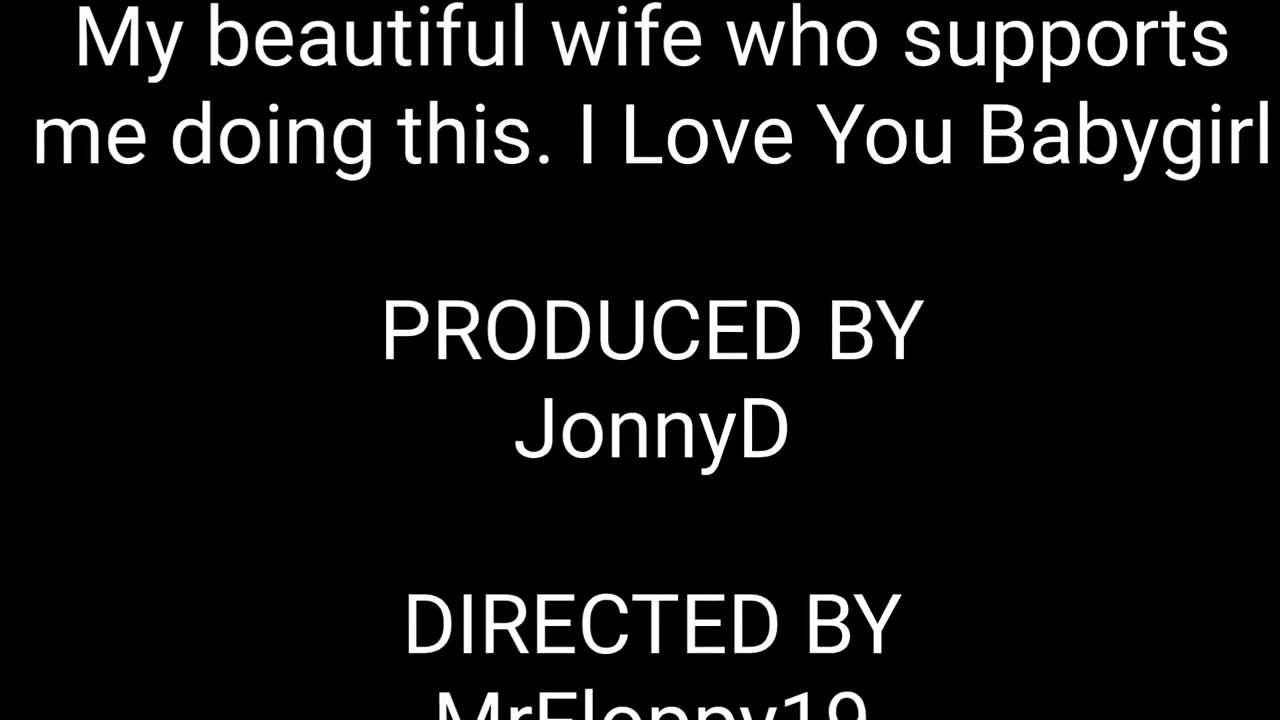 My beautiful wife who supports
me doing this. I Love You Babygirl
PRODUCED BY
JonnyD
DIRECTED BY